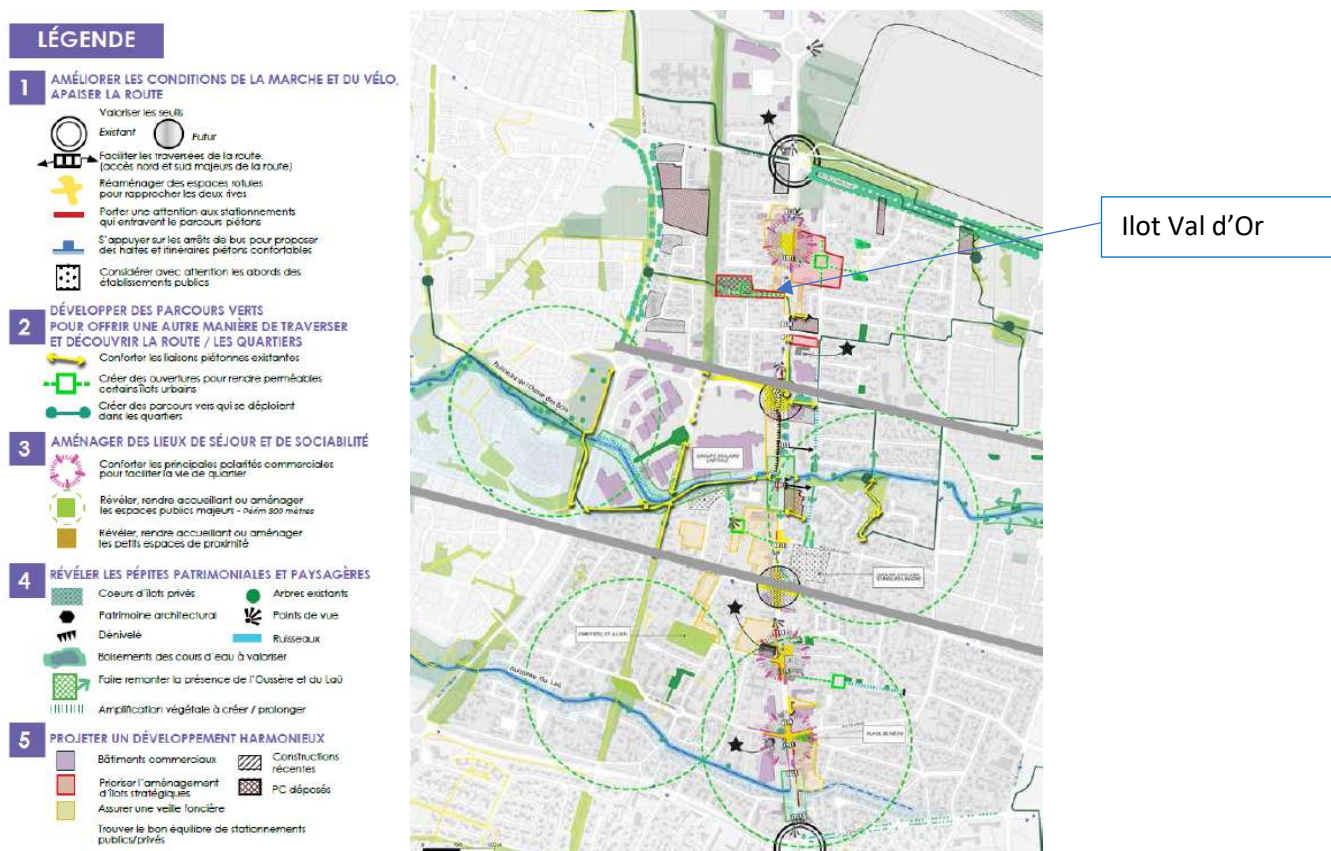 LÉGENDE
1
AMÉLIORER LES CONDITIONS DE LA MARCHE ET DU VÉLO,
APAISER LA ROUTE
Valoriser les seuils
Existant
Futur
Faciliter les traversées de la route.
(accès nord et sud majeurs de la route)
Réaménager des espaces rotules
pour rapprocher les deux rives
Porter une attention aux stationnements
qui entravent le parcours piétons
S'appuyer sur les arrêts de bus pour proposer
des haltes et itinéraires piétons confortables
Considérer avec attention les abords des
établissements publics
2
DÉVELOPPER DES PARCOURS VERTS
POUR OFFRIR UNE AUTRE MANIÈRE DE TRAVERSER
ET DÉCOUVRIR LA ROUTE / LES QUARTIERS
Conforter les liaisons piétonnes existantes
Créer des ouvertures pour rendre perméables
certains îlots urbains
Créer des parcours vers qui se déploient
dans les quartiers
3
AMÉNAGER DES LIEUX DE SÉJOUR ET DE SOCIABILITÉ
Conforter les principales polarités commerciales
pour faciliter la vie de quartier
Révéler, rendre accueillant ou aménager
les espaces publics majeurs - Périm 500 mètres
Révéler, rendre accueillant ou aménager
les petits espaces de proximité
4
RÉVÉLER LES PÉPITES PATRIMONIALES ET PAYSAGÈRES
Coeurs d'îlots privés
Arbres existants
Patrimoine architectural
Points de vue
Dénivelé
Ruisseaux
Boisements des cours d'eau à valoriser
Faire remonter la présence de l'Oussère et du Laü
Amplification végétale à créer / prolonger
5
PROJETER UN DÉVELOPPEMENT HARMONIEUX
Bâtiments commerciaux
Constructions
récentes
Prioriser l'aménagement
d'îlots stratégiques
PC déposés
Assurer une veille foncière
Trouver le bon équilibre de stationnements
publics/privés
Ilot Val d'Or
Ruisseau de l'Ousse des Bois
Ruisseau du Laü